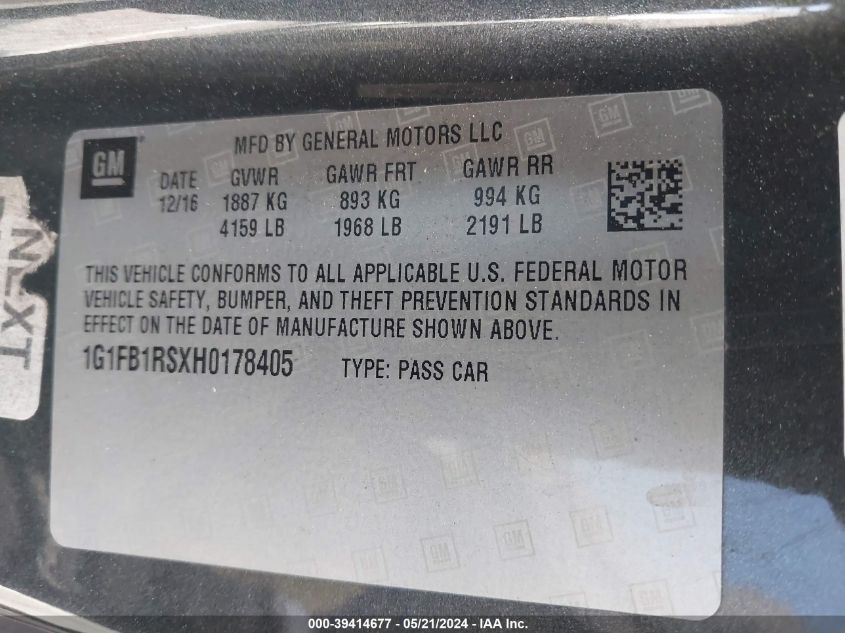 GM
MFD BY GENERAL MOTORS LLC
DATE GVWR GAWR FRT GAWR RR
12/16 1887 KG 893 KG 994 KG
4159 LB 1968 LB 2191 LB
THIS VEHICLE CONFORMS TO ALL APPLICABLE U.S. FEDERAL MOTOR
VEHICLE SAFETY, BUMPER, AND THEFT PREVENTION STANDARDS IN
EFFECT ON THE DATE OF MANUFACTURE SHOWN ABOVE.
1G1FB1RSXH0178405 TYPE: PASS CAR
NEXT
000-39414677 - 05/21/2024 - IAA Inc.